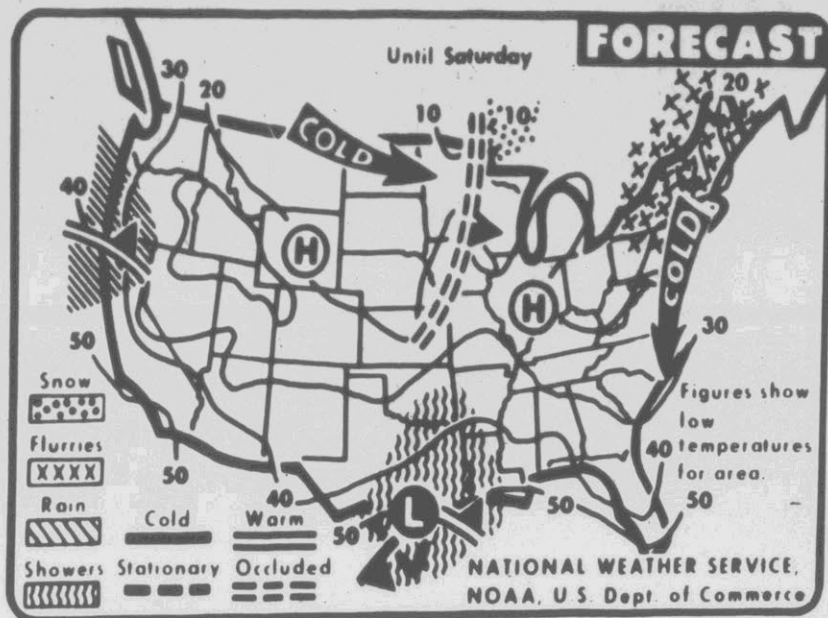 FORECAST
Until Saturday
30
20
10
10
20
COLD
40
H
H
COLD
50
30
Snow
Figures show
low
temperatures
for area.
Flurries
XXXX
50
40
40
50
50
50
Rain
Cold
Warm
L
Showers
Stationary
Occluded
NATIONAL WEATHER SERVICE,
NOAA, U.S. Dept. of Commerce